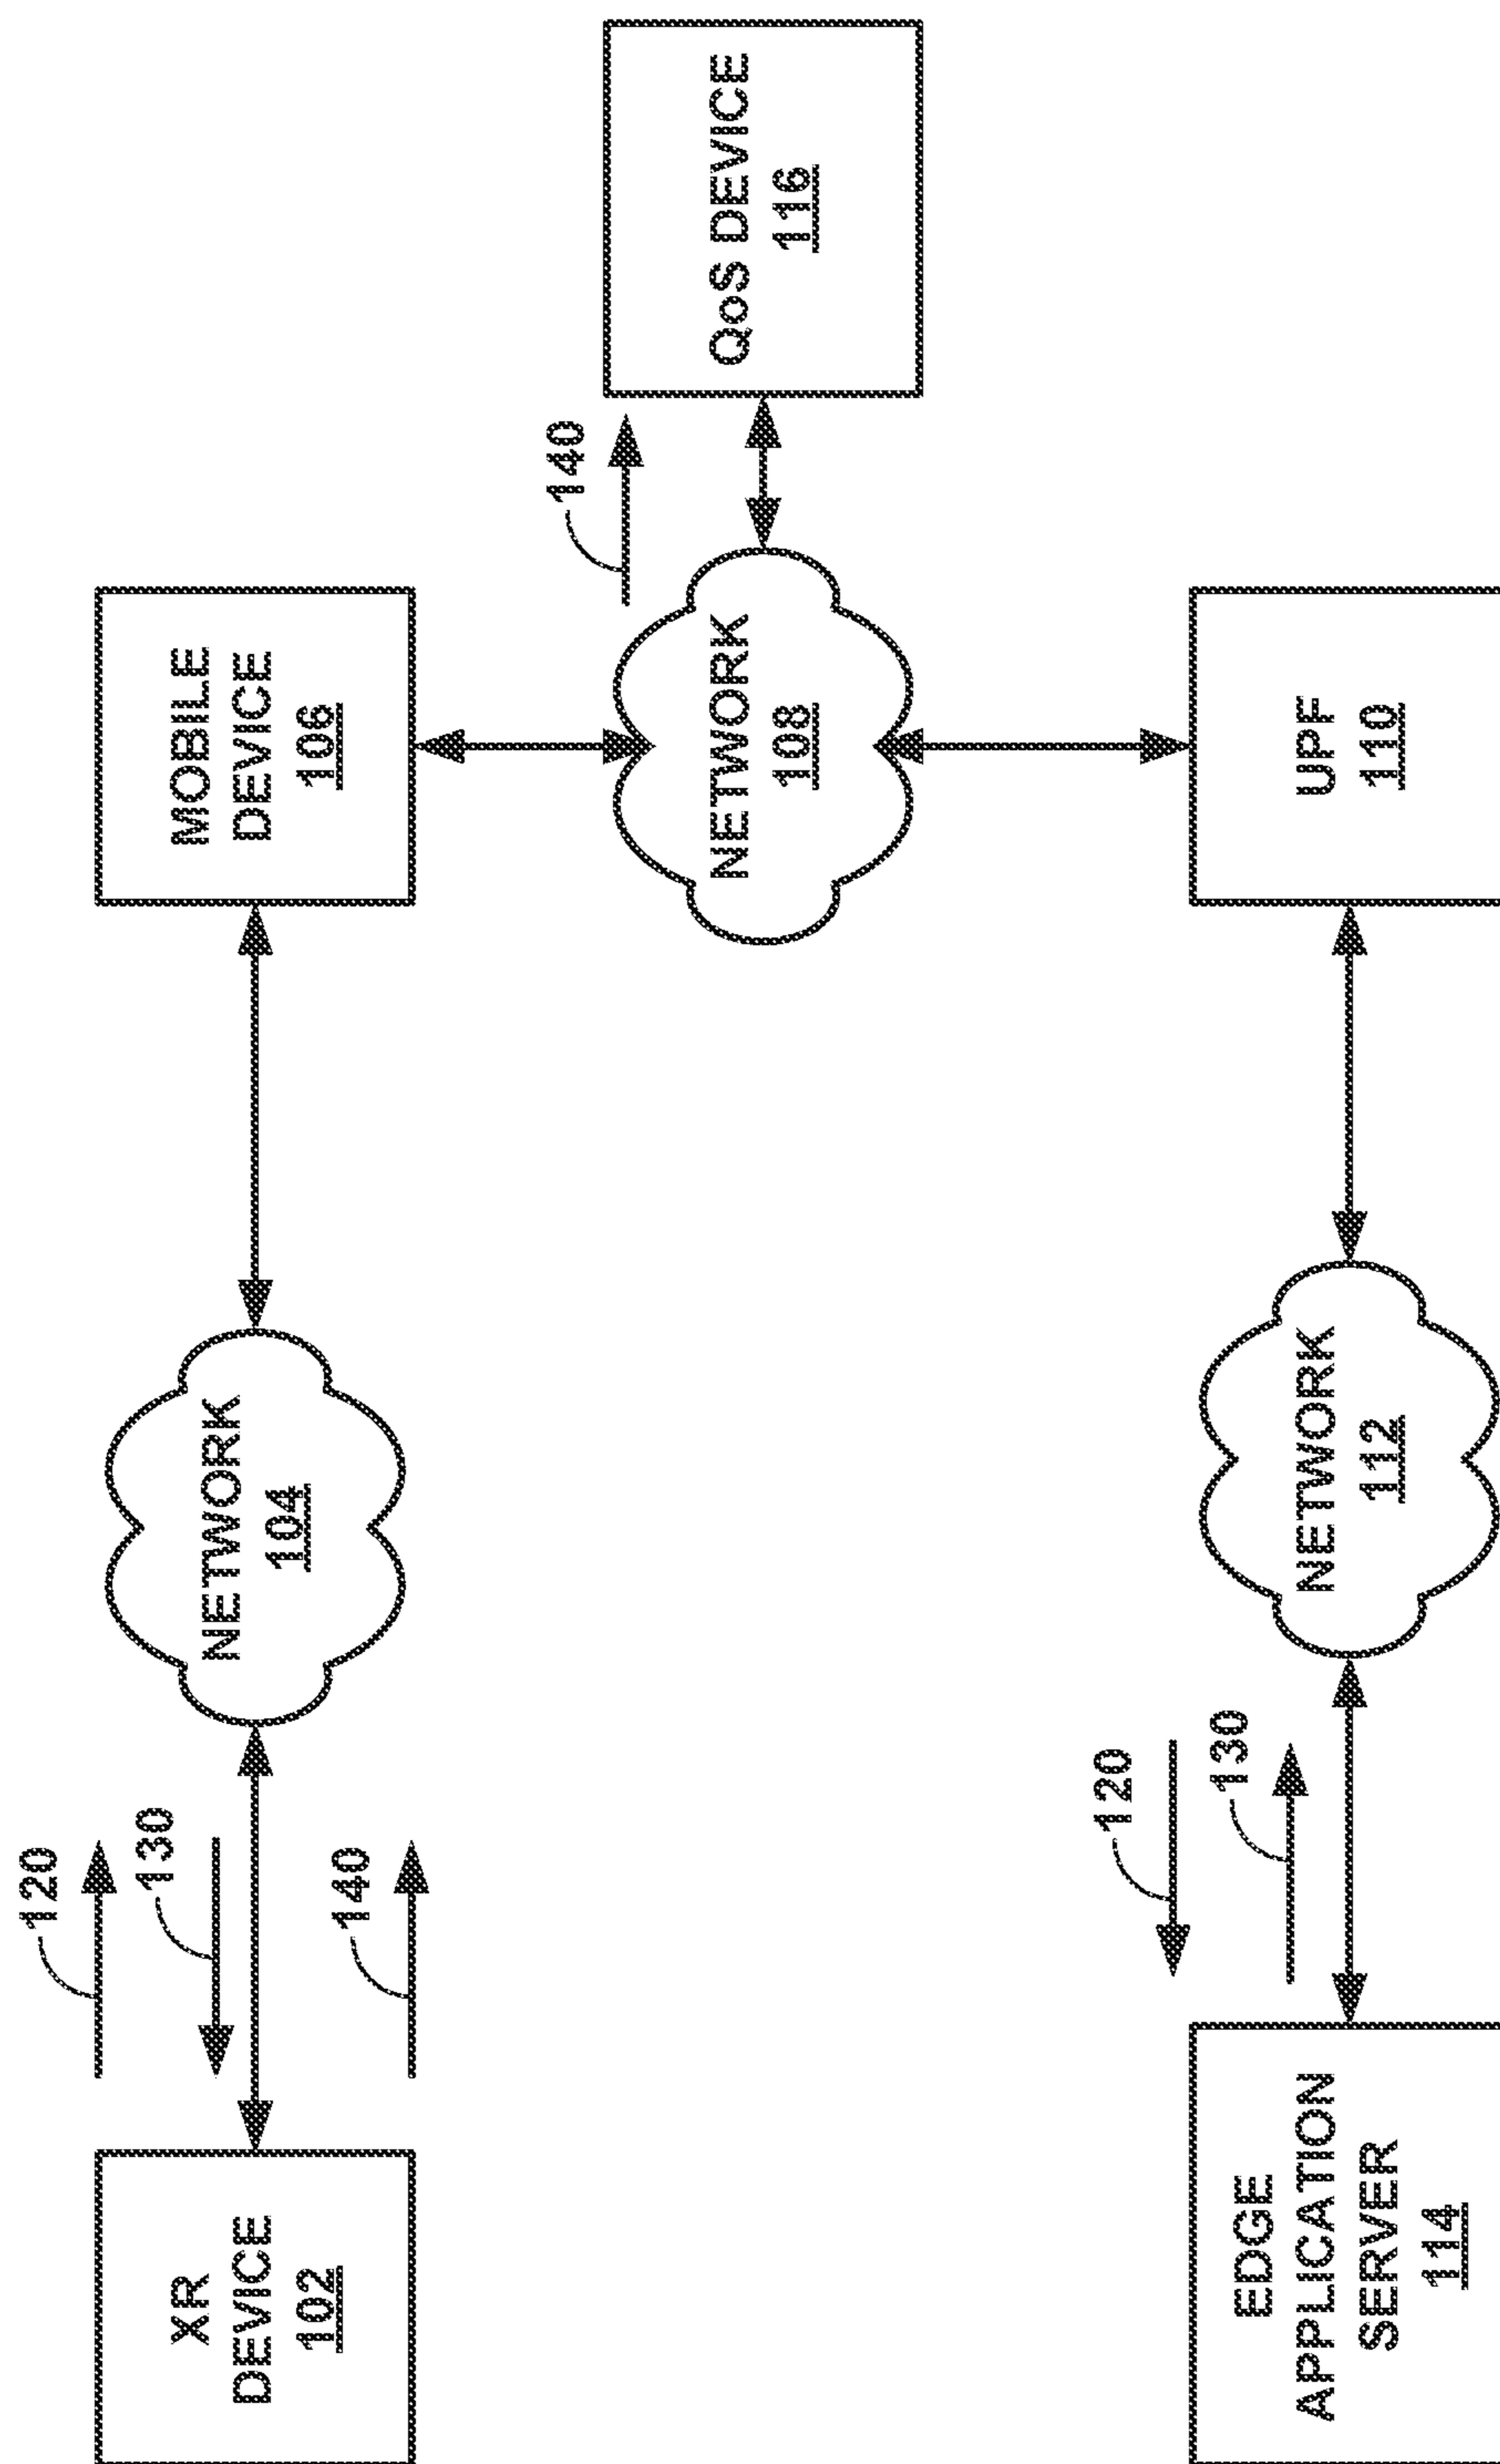 120
130
XR
DEVICE
102
NETWORK
104
MOBILE
DEVICE
106
140
140
NETWORK
108
QoS DEVICE
116
120
130
EDGE
APPLICATION
SERVER
114
NETWORK
112
UPF
110